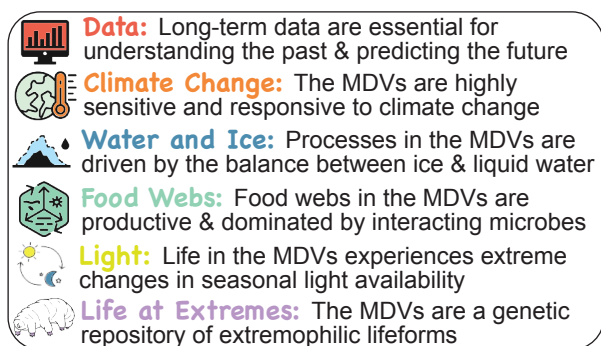 Data: Long-term data are essential for
understanding the past & predicting the future
Climate Change: The MDVs are highly
sensitive and responsive to climate change
Water and Ice: Processes in the MDVs are
driven by the balance between ice & liquid water
Food Webs: Food webs in the MDVs are
productive & dominated by interacting microbes
Light: Life in the MDVs experiences extreme
changes in seasonal light availability
Life at Extremes: The MDVs are a genetic
repository of extremophilic lifeforms